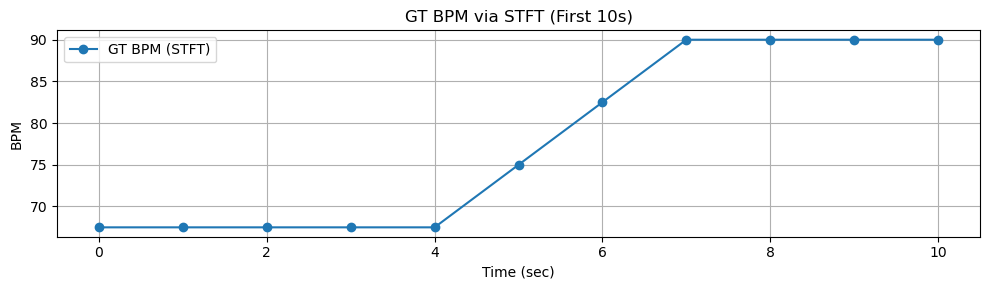 GT BPM via STFT (First 10s)
GT BPM (STFT)
BPM
90
85
80
75
70
0 2 4 6 8 10
Time (sec)